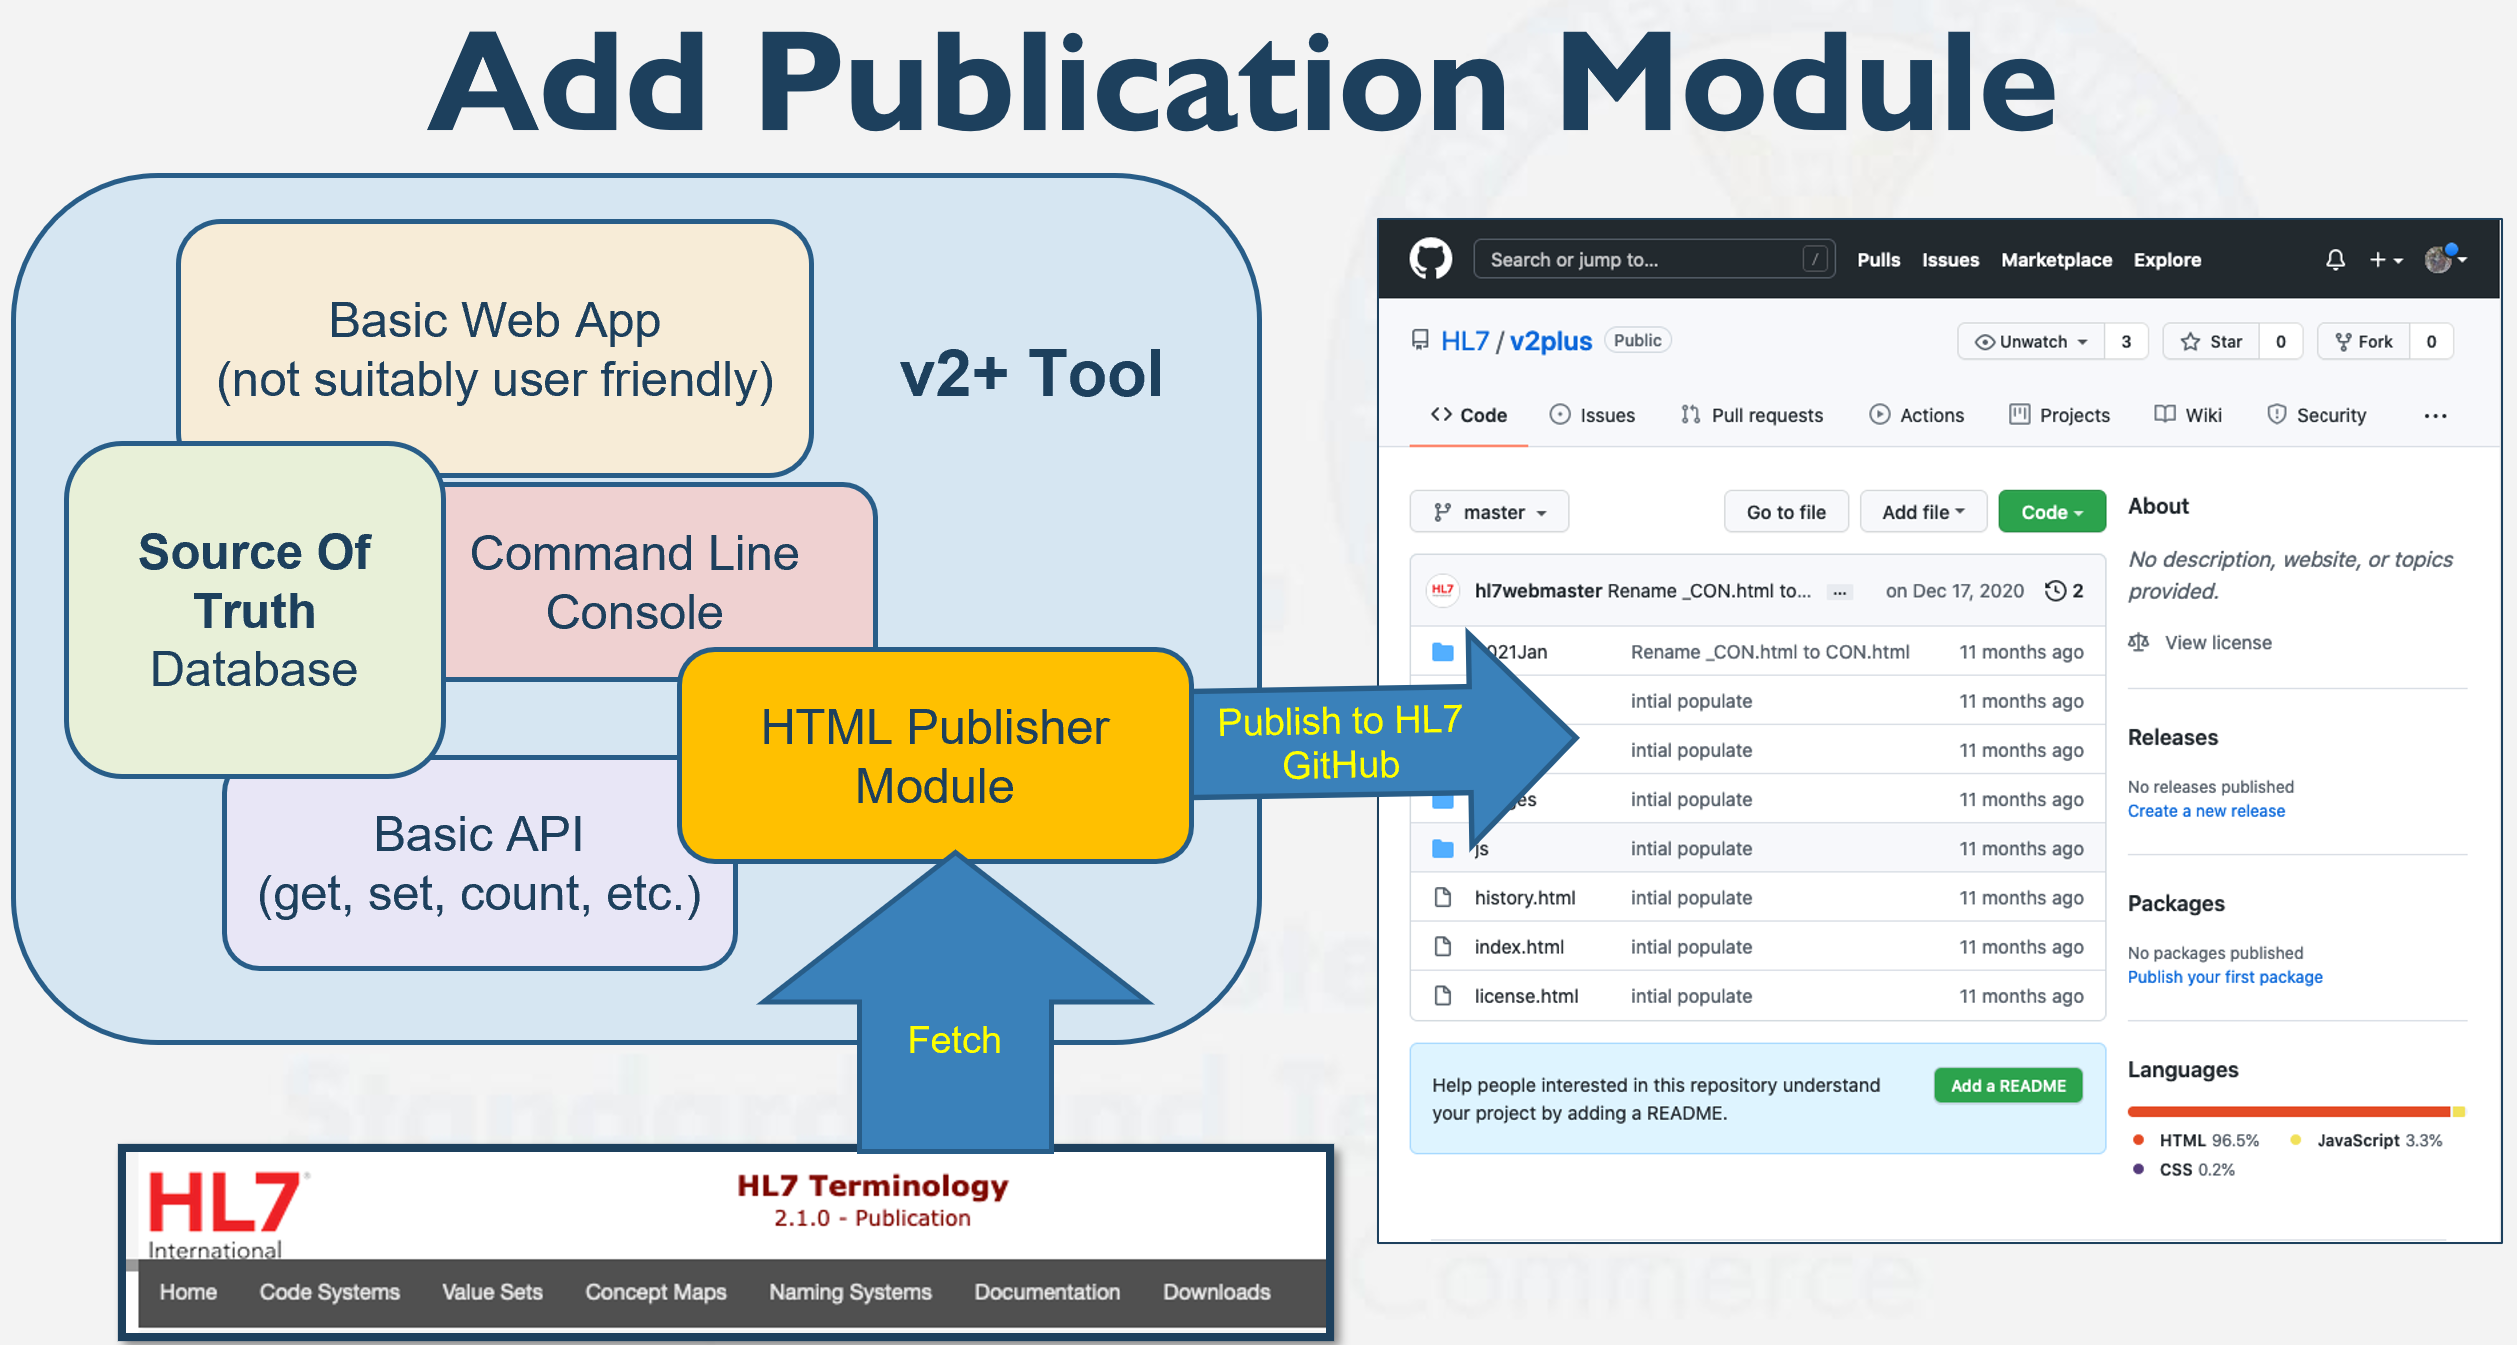 Add Publication Module
Basic Web App
(not suitably user friendly)
v2+ Tool
Source Of
Truth
Database
Command Line
Console
HTML Publisher
Module
Basic API
(get, set, count, etc.)
Publish to HL7
GitHub
Fetch
HL7
International
HL7 Terminology
2.1.0 - Publication
Home Code Systems Value Sets Concept Maps Naming Systems Documentation Downloads
Search or jump to... / Pulls Issues Marketplace Explore
HL7 / v2plus Public Unwatch 3 Star 0 Fork 0
Code Issues Pull requests Actions Projects Wiki Security ...
master Go to file Add file Code
HL7 hl7webmaster Rename _CON.html to... ... on Dec 17, 2020 2
021Jan Rename _CON.html to CON.html 11 months ago
intial populate 11 months ago
intial populate 11 months ago
intial populate 11 months ago
js intial populate 11 months ago
history.html intial populate 11 months ago
index.html intial populate 11 months ago
license.html intial populate 11 months ago
Help people interested in this repository understand
your project by adding a README.
Add a README
About
No description, website, or topics
provided.
View license
Releases
No releases published
Create a new release
Packages
No packages published
Publish your first package
Languages
HTML 96.5% JavaScript 3.3%
CSS 0.2%